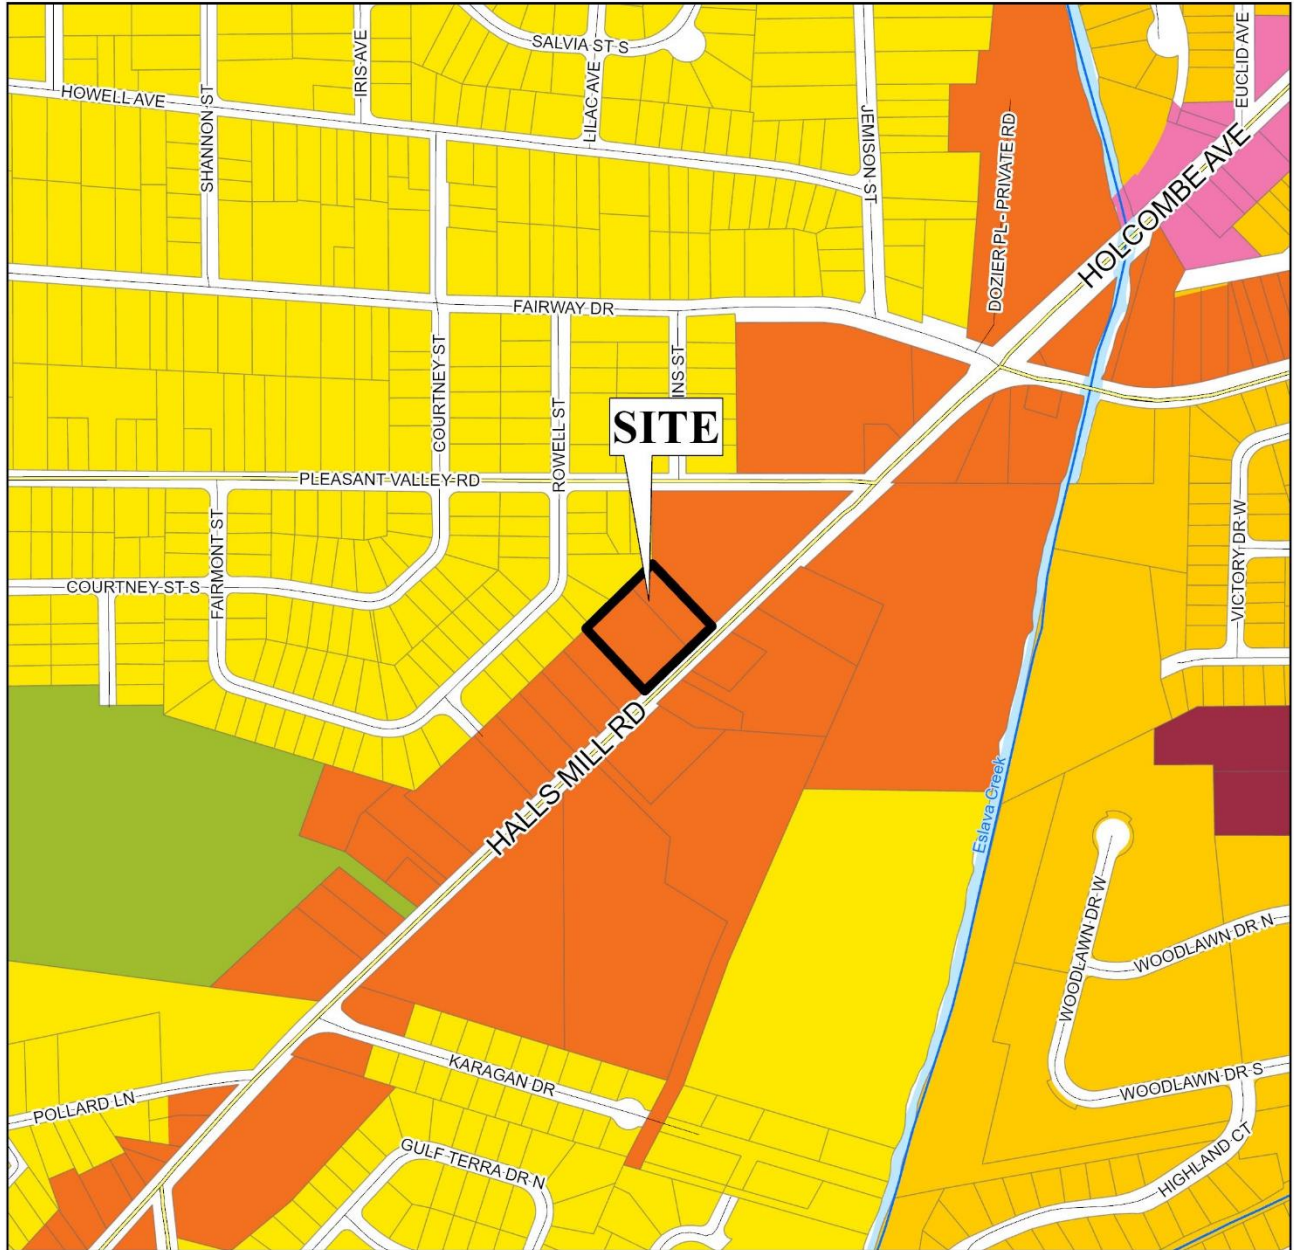 SALVIA ST S
HOWELL AVE
SHANNON ST
IRIS AVE
LILAC AVE
JEMISON ST
DOZIER PL - PRIVATE RD
EUCLID AVE
HOLCOMBE AVE
FAIRWAY DR
COURTNEY ST
ROWELL ST
INS ST
SITE
PLEASANT VALLEY RD
FAIRMONT ST
COURTNEY ST S
VICTORY DR W
HALLS MILL RD
Eslava Creek
WOODLAWN DR W
WOODLAWN DR N
WOODLAWN DR S
HIGHLAND CT
KARAGAN DR
POLLARD LN
GULF TERRA DR N